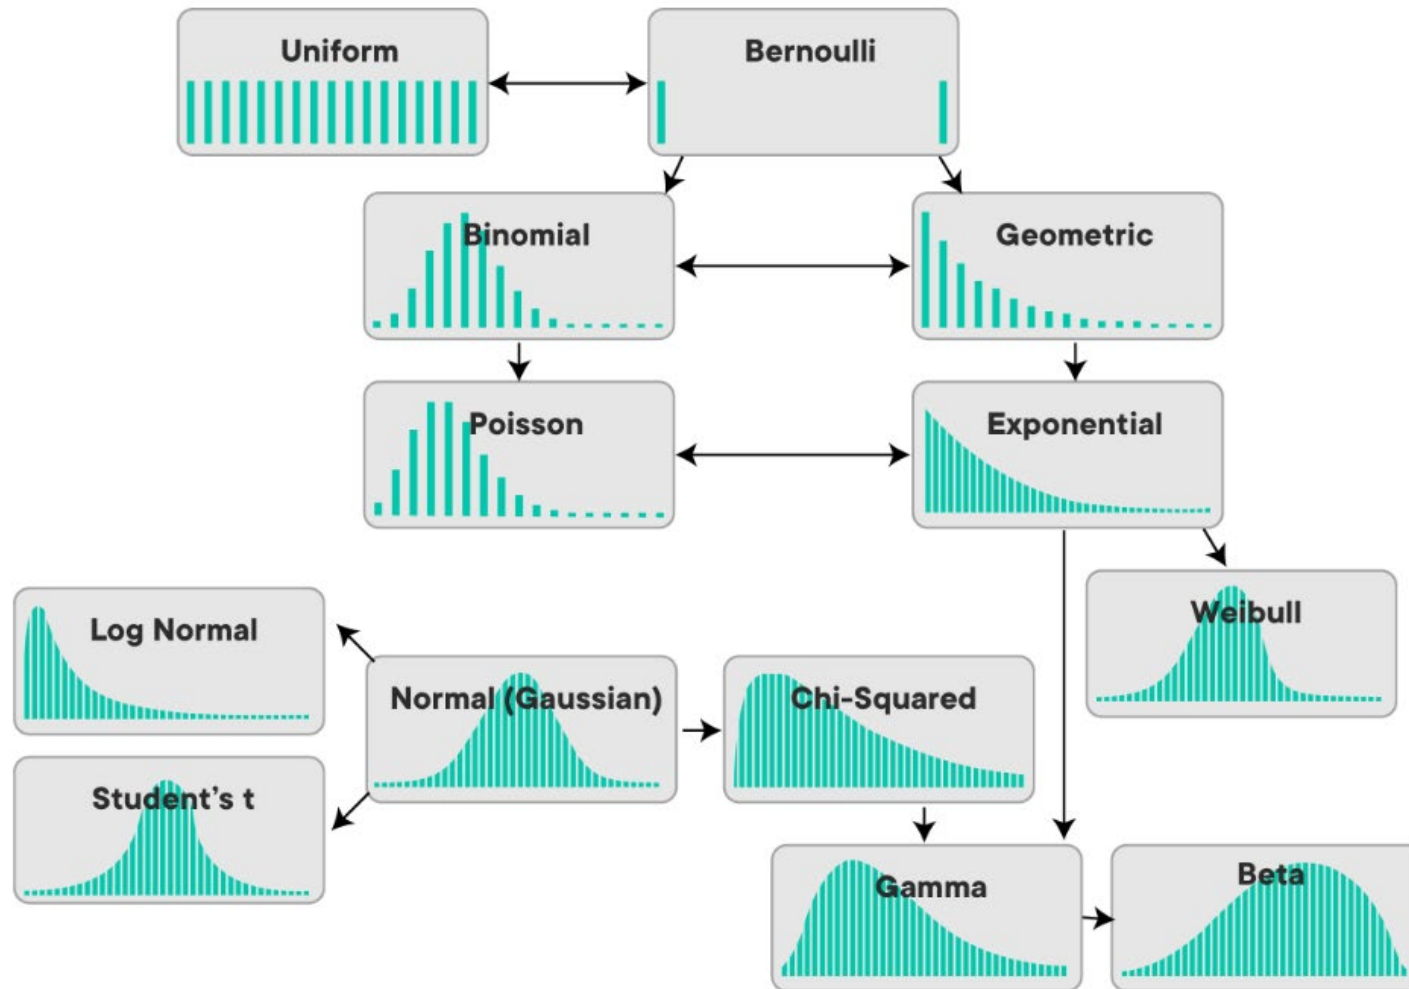 Uniform
Bernoulli
Binomial
Geometric
Poisson
Exponential
Log Normal
Weibull
Normal (Gaussian)
Chi-Squared
Student’s t
Gamma
Beta